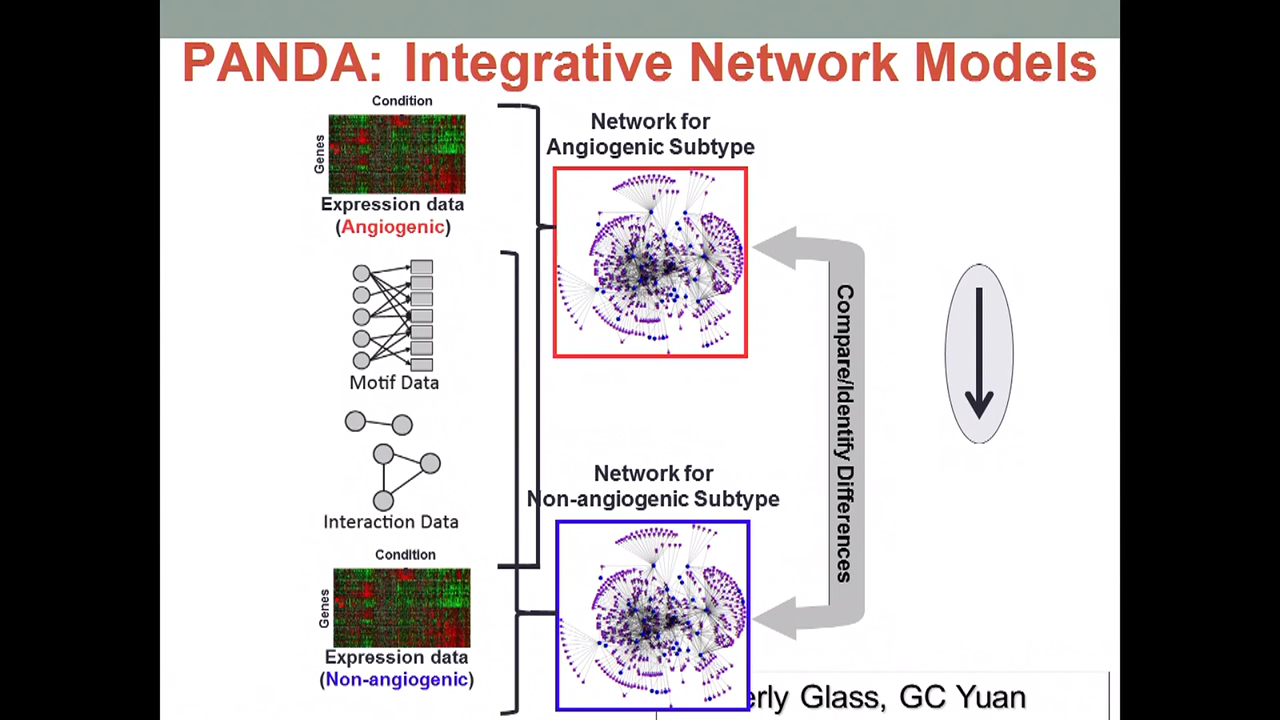 PANDA: Integrative Network Models
Condition
Genes
Expression data
(Angiogenic)
Motif Data
Interaction Data
Condition
Genes
Expression data
(Non-angiogenic)
Network for
Angiogenic Subtype
Network for
Non-angiogenic Subtype
Compare/Identify Differences
Glass, GC Yuan